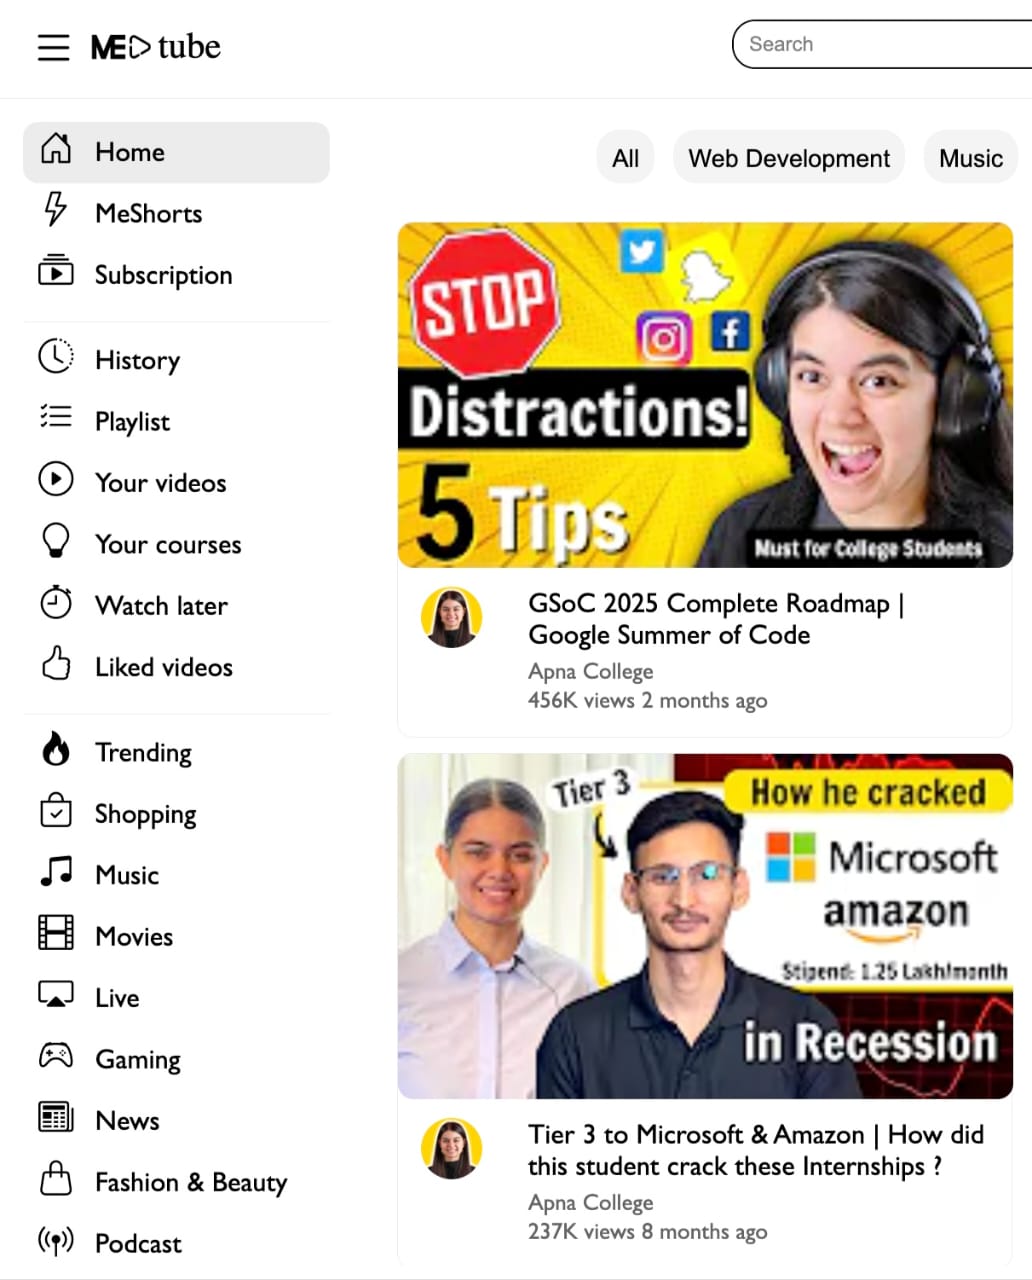 ME tube
Search
Home
MeShorts
Subscription
History
Playlist
Your videos
Your courses
Watch later
Liked videos
Trending
Shopping
Music
Movies
Live
Gaming
News
Fashion & Beauty
Podcast
All
Web Development
Music
STOP
Distractions!
5 Tips
Must for College Students
GSoC 2025 Complete Roadmap |
Google Summer of Code
Apna College
456K views 2 months ago
Tier 3
How he cracked
Microsoft
amazon
Stipend: 1.25 Lakh/month
in Recession
Tier 3 to Microsoft & Amazon | How did
this student crack these Internships ?
Apna College
237K views 8 months ago